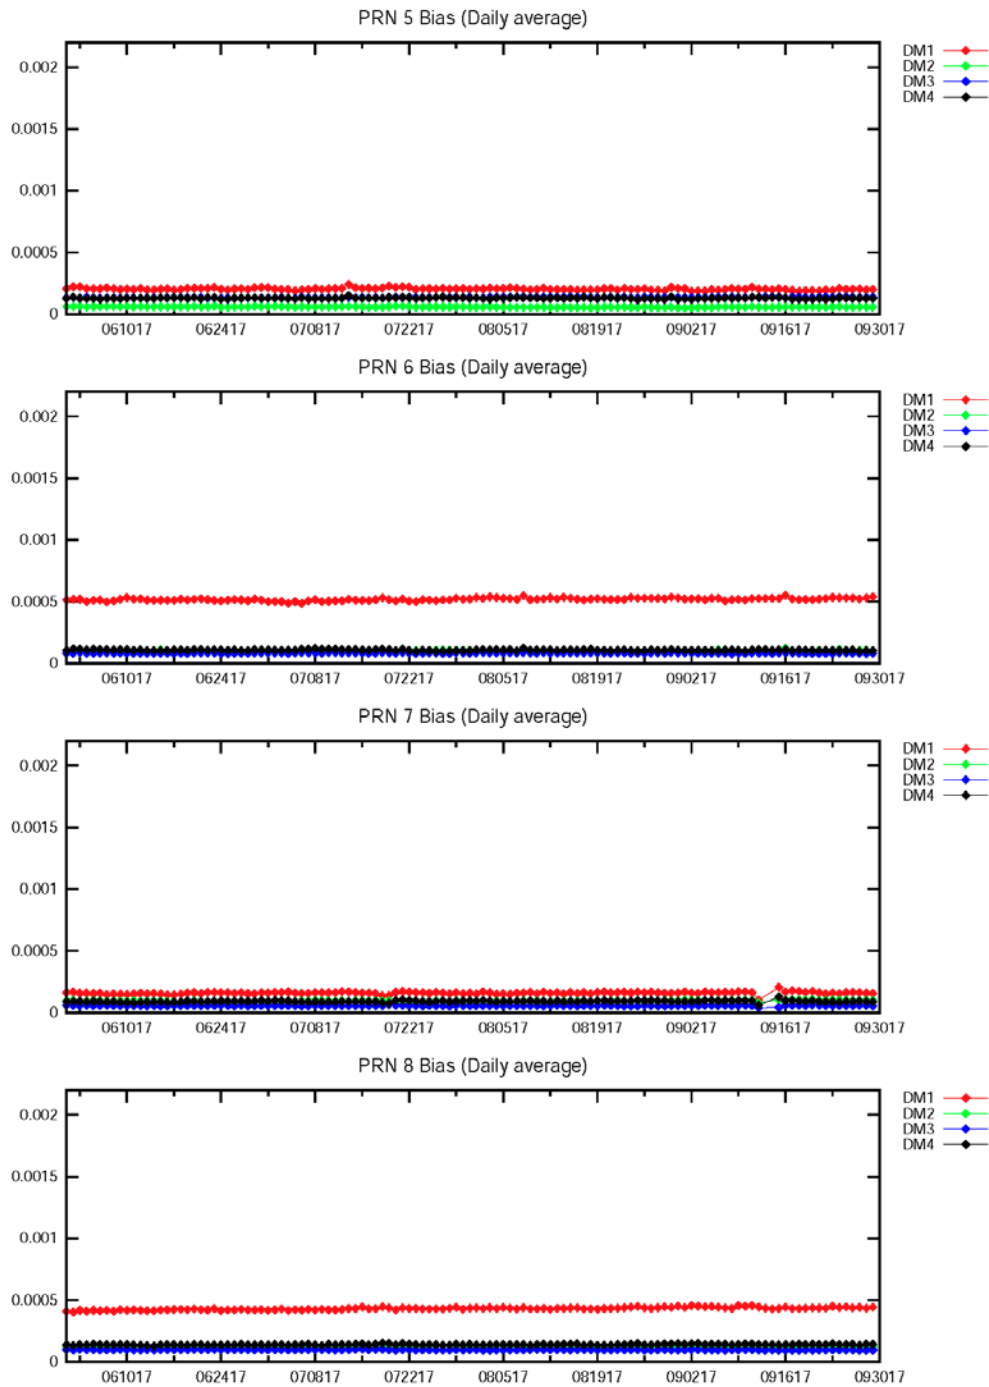 PRN 5 Bias (Daily average)
0.002
0.0015
0.001
0.0005
0
061017 062417 070817 072217 080517 081917 090217 091617 093017
DM1
DM2
DM3
DM4
PRN 6 Bias (Daily average)
0.002
0.0015
0.001
0.0005
0
061017 062417 070817 072217 080517 081917 090217 091617 093017
DM1
DM2
DM3
DM4
PRN 7 Bias (Daily average)
0.002
0.0015
0.001
0.0005
0
061017 062417 070817 072217 080517 081917 090217 091617 093017
DM1
DM2
DM3
DM4
PRN 8 Bias (Daily average)
0.002
0.0015
0.001
0.0005
0
061017 062417 070817 072217 080517 081917 090217 091617 093017
DM1
DM2
DM3
DM4